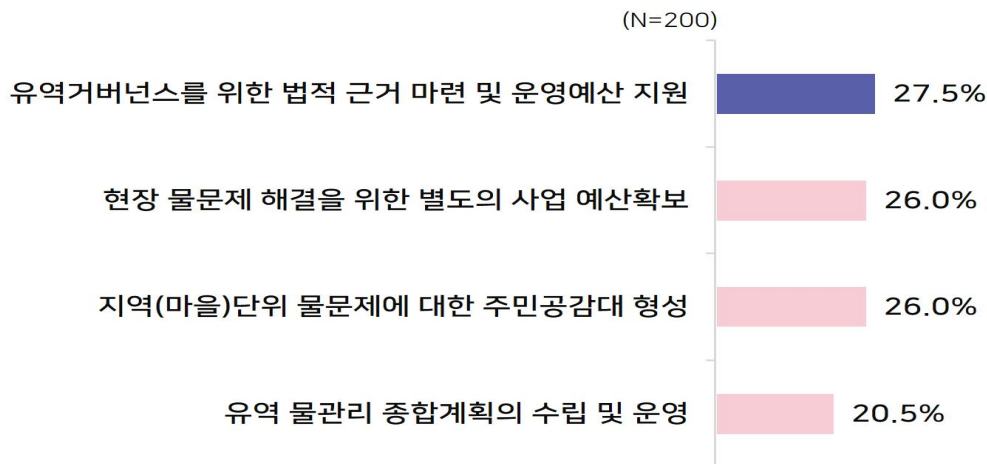 (N=200)
유역거버넌스를 위한 법적 근거 마련 및 운영예산 지원 27.5%
현장 물문제 해결을 위한 별도의 사업 예산확보 26.0%
지역(마을)단위 물문제에 대한 주민공감대 형성 26.0%
유역 물관리 종합계획의 수립 및 운영 20.5%